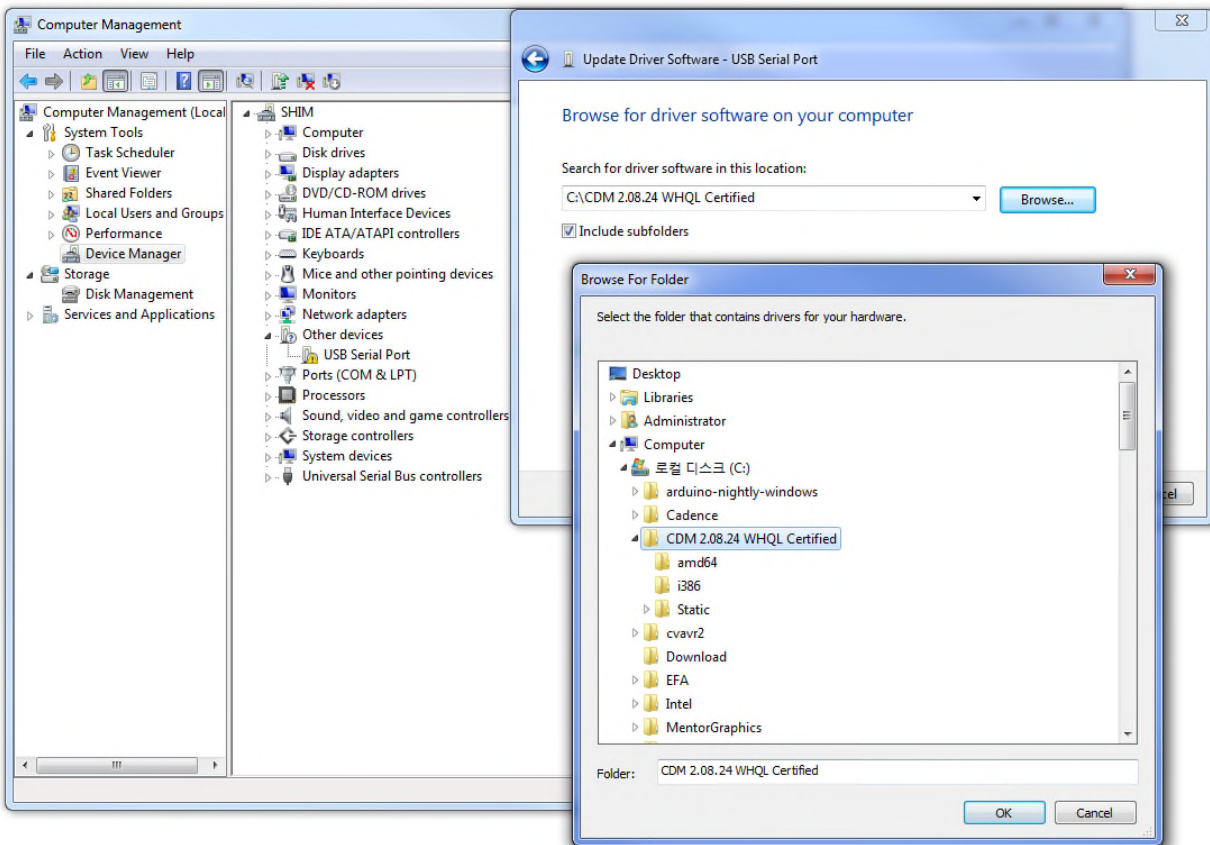 Computer Management
File Action View Help
Computer Management (Local
System Tools
Task Scheduler
Event Viewer
Shared Folders
Local Users and Groups
Performance
Device Manager
Storage
Disk Management
Services and Applications
SHIM
Computer
Disk drives
Display adapters
DVD/CD-ROM drives
Human Interface Devices
IDE ATA/ATAPI controllers
Keyboards
Mice and other pointing devices
Monitors
Network adapters
Other devices
USB Serial Port
Ports (COM & LPT)
Processors
Sound, video and game controllers
Storage controllers
System devices
Universal Serial Bus controllers
Update Driver Software - USB Serial Port
Browse for driver software on your computer
Search for driver software in this location:
C:\CDM 2.08.24 WHQL Certified
Browse...
Include subfolders
cel
Browse For Folder
Select the folder that contains drivers for your hardware.
Desktop
Libraries
Administrator
Computer
로컬 디스크 (C:)
arduino-nightly-windows
Cadence
CDM 2.08.24 WHQL Certified
amd64
i386
Static
cvavr2
Download
EFA
Intel
MentorGraphics
Folder: CDM 2.08.24 WHQL Certified
OK Cancel